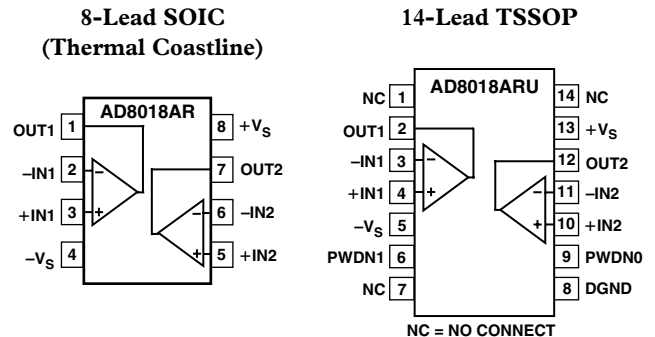 8-Lead SOIC
(Thermal Coastline)
AD8018AR
OUT1 1
–IN1 2
+IN1 3
–VS 4
8 +VS
7 OUT2
6 –IN2
5 +IN2
– +
– +
14-Lead TSSOP
AD8018ARU
NC 1
OUT1 2
–IN1 3
+IN1 4
–VS 5
PWDN1 6
NC 7
14 NC
13 +VS
12 OUT2
11 –IN2
10 +IN2
9 PWDN0
8 DGND
– +
– +
NC = NO CONNECT